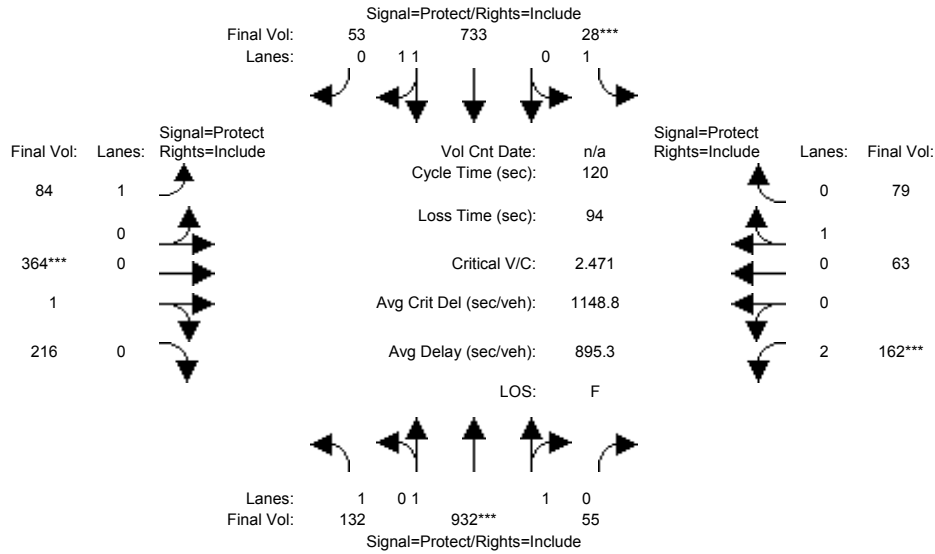 Signal=Protect/Rights=Include
Final Vol: 53 733 28***
Lanes: 0 1 1 0 1
Signal=Protect Signal=Protect
Final Vol: Lanes: Rights=Include Vol Cnt Date: n/a Rights=Include Lanes: Final Vol:
Cycle Time (sec): 120
84 1 0 79
Loss Time (sec): 94
0 1
364*** 0 Critical V/C: 2.471 0 63
1 Avg Crit Del (sec/veh): 1148.8 0
216 0 Avg Delay (sec/veh): 895.3 2 162***
LOS: F
Lanes: 1 0 1 1 0
Final Vol: 132 932*** 55
Signal=Protect/Rights=Include